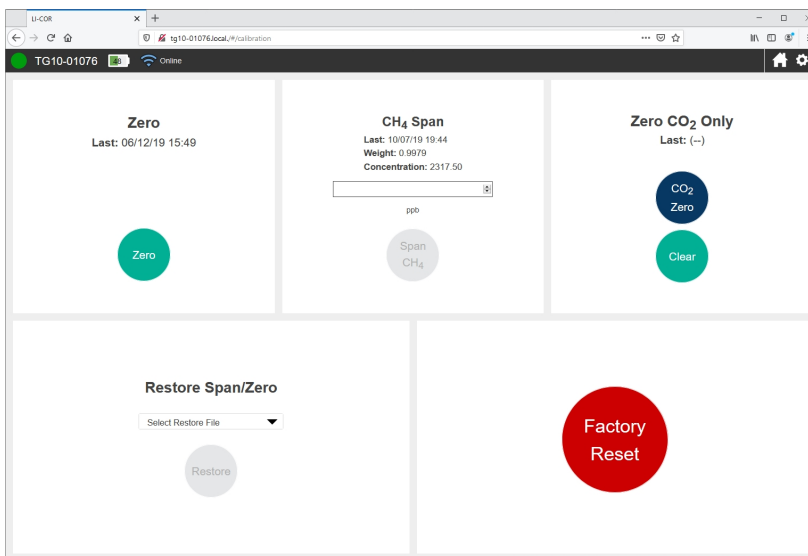 LI-COR
tg10-01076.local./#/calibration
TG10-01076
48
Online
Zero
Last: 06/12/19 15:49
Zero
CH4 Span
Last: 10/07/19 19:44
Weight: 0.9979
Concentration: 2317.50
ppb
Span
CH4
Zero CO2 Only
Last: (--)
CO2
Zero
Clear
Restore Span/Zero
Select Restore File
Restore
Factory
Reset